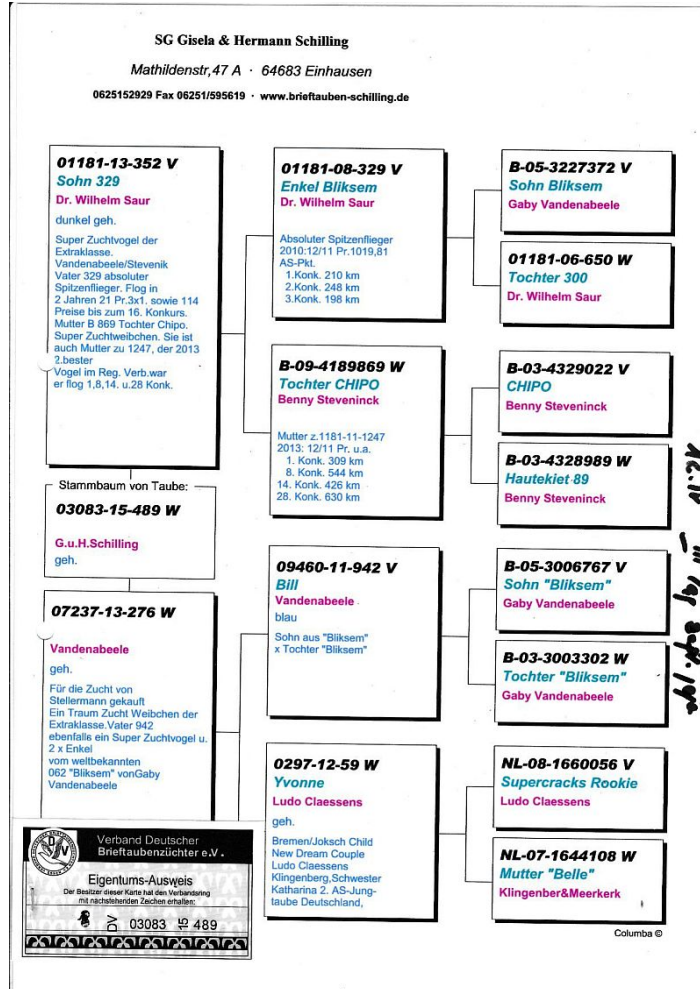 SG Gisela & Hermann Schilling
Mathildenstr,47 A · 64683 Einhausen
0625152929 Fax 06251/595619 · www.brieftauben-schilling.de
01181-13-352 V
Sohn 329
Dr. Wilhelm Saur
dunkel geh.
Super Zuchtvogel der
Extraklasse.
Vandenabeele/Stevenik
Vater 329 absoluter
Spitzenflieger. Flog in
2 Jahren 21 Pr.3x1. sowie 114
Preise bis zum 16. Konkurs.
Mutter B 869 Tochter Chipo.
Super Zuchtweibchen. Sie ist
auch Mutter zu 1247, der 2013
2.bester
Vogel im Reg. Verb.war
er flog 1,8,14. u.28 Konk.
Stammbaum von Taube:
03083-15-489 W
G.u.H.Schilling
geh.
07237-13-276 W
Vandenabeele
geh.
Für die Zucht von
Stellermann gekauft
Ein Traum Zucht Weibchen der
Extraklasse.Vater 942
ebenfalls ein Super Zuchtvogel u.
2 x Enkel
vom weltbekannten
062 "Bliksem" vonGaby
Vandenabeele
01181-08-329 V
Enkel Bliksem
Dr. Wilhelm Saur
Absoluter Spitzenflieger
2010:12/11 Pr.1019,81
AS-Pkt.
1.Konk. 210 km
2.Konk. 248 km
3.Konk. 198 km
B-09-4189869 W
Tochter CHIPO
Benny Steveninck
Mutter z.1181-11-1247
2013: 12/11 Pr. u.a.
1. Konk. 309 km
8. Konk. 544 km
14. Konk. 426 km
28. Konk. 630 km
09460-11-942 V
Bill
Vandenabeele
blau
Sohn aus "Bliksem"
x Tochter "Bliksem"
0297-12-59 W
Yvonne
Ludo Claessens
geh.
Bremen/Joksch Child
New Dream Couple
Ludo Claessens
Klingenberg,Schwester
Katharina 2. AS-Jung-
taube Deutschland,
B-05-3227372 V
Sohn Bliksem
Gaby Vandenabeele
01181-06-650 W
Tochter 300
Dr. Wilhelm Saur
B-03-4329022 V
CHIPO
Benny Steveninck
B-03-4328989 W
Hautekiet 89
Benny Steveninck
B-05-3006767 V
Sohn "Bliksem"
Gaby Vandenabeele
B-03-3003302 W
Tochter "Bliksem"
Gaby Vandenabeele
NL-08-1660056 V
Supercracks Rookie
Ludo Claessens
NL-07-1644108 W
Mutter "Belle"
Klingenber&Meerkerk
Columba ©
Verband Deutscher
Brieftaubenzüchter e.V.
Eigentums-Ausweis
Der Besitzer dieser Karte hat den Verbandsring
mit nachstehenden Zeichen erhalten:
DV 03083 15 489